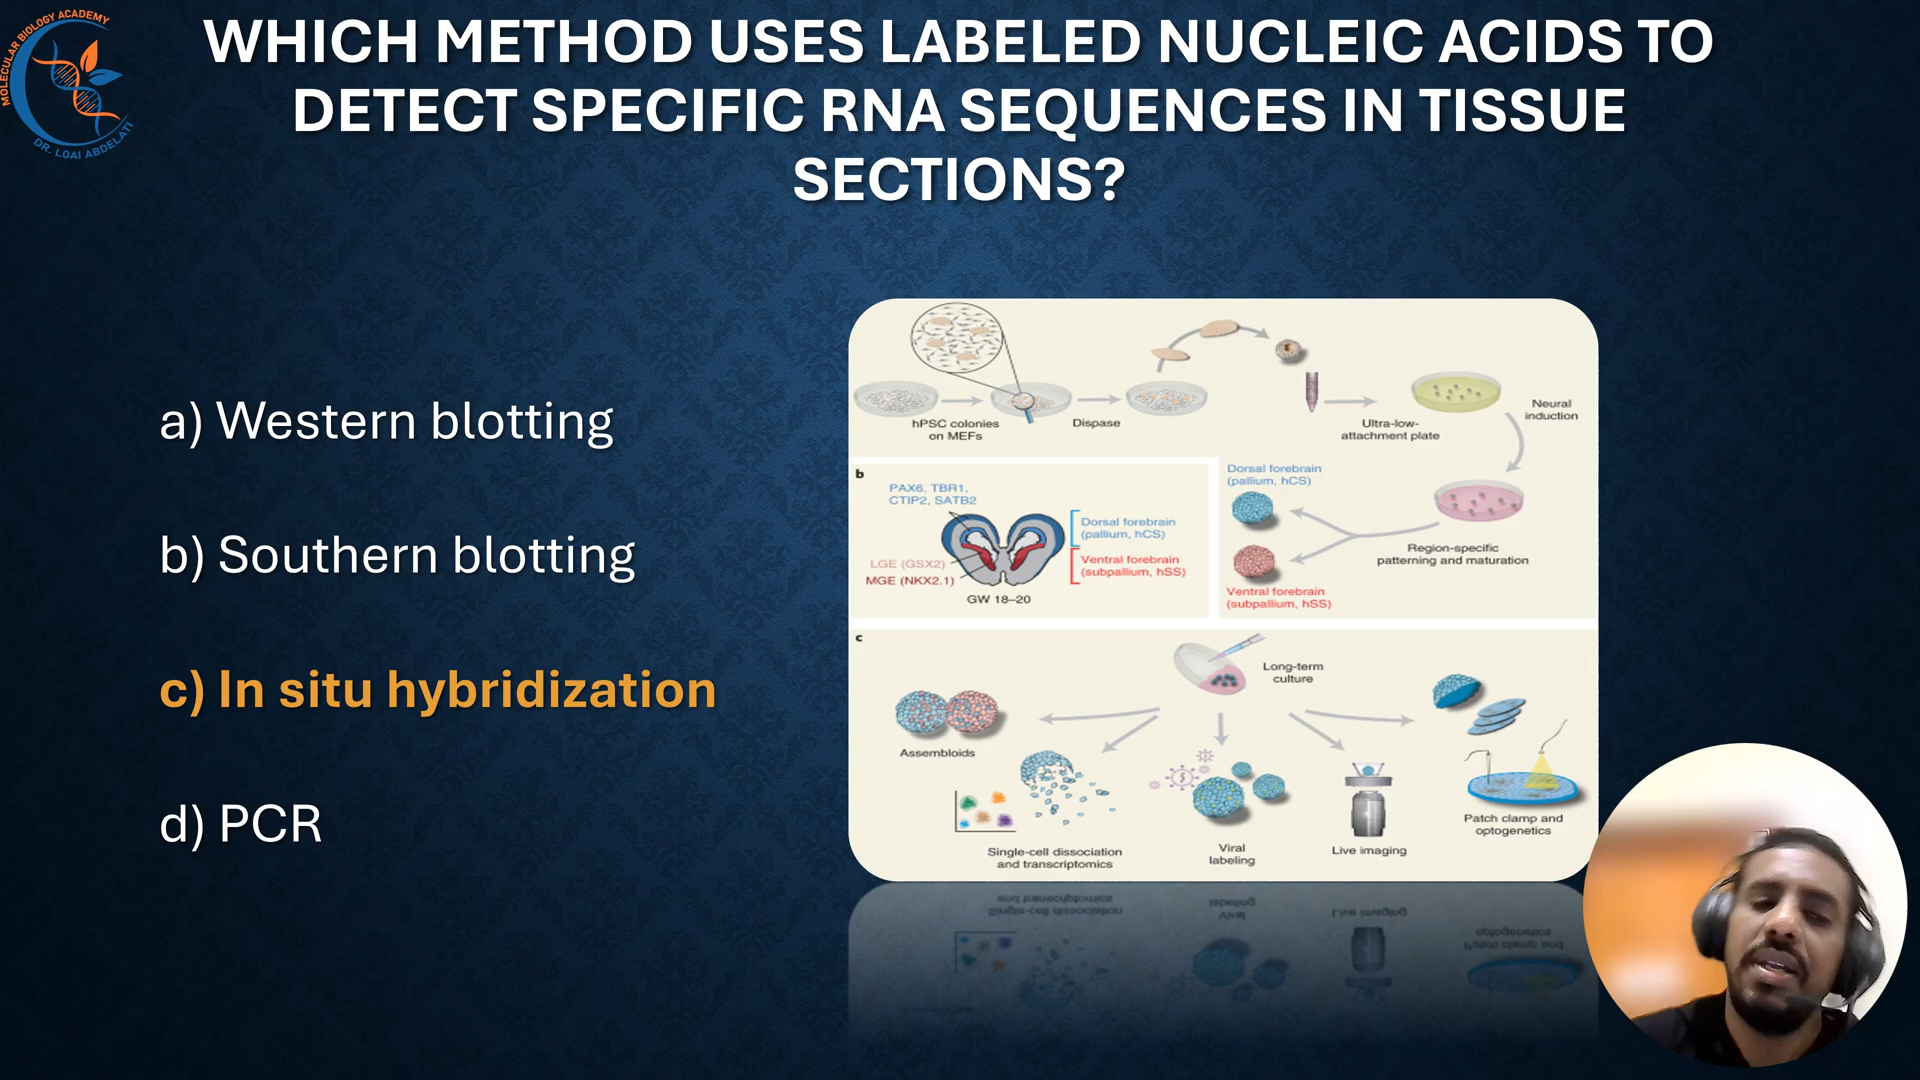 MOLECULAR BIOLOGY ACADEMY
DR. LOAI ABDELATI
WHICH METHOD USES LABELED NUCLEIC ACIDS TO
DETECT SPECIFIC RNA SEQUENCES IN TISSUE
SECTIONS?
a) Western blotting
b) Southern blotting
c) In situ hybridization
d) PCR
hPSC colonies
on MEFs
Dispase
Ultra-low-
attachment plate
Neural
induction
b
PAX6, TBR1,
CTIP2, SATB2
Dorsal forebrain
(pallium, hCS)
Ventral forebrain
(subpallium, hSS)
LGE (GSX2)
MGE (NKX2.1)
GW 18–20
Dorsal forebrain
(pallium, hCS)
Region-specific
patterning and maturation
Ventral forebrain
(subpallium, hSS)
c
Long-term
culture
Assembloids
Single-cell dissociation
and transcriptomics
Viral
labeling
Live imaging
Patch clamp and
optogenetics